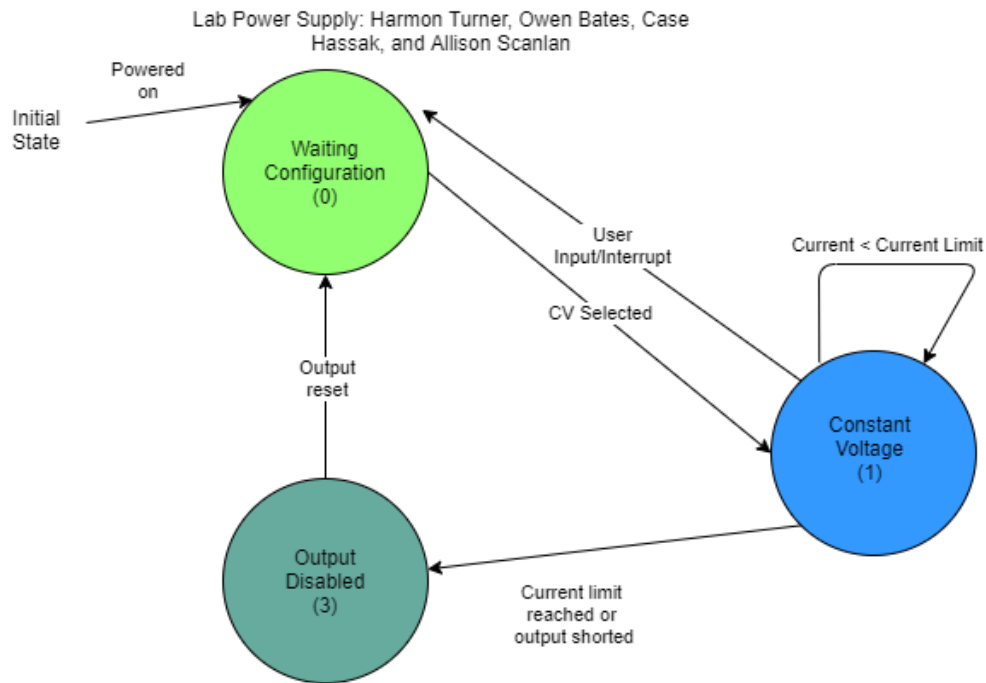 Lab Power Supply: Harmon Turner, Owen Bates, Case
Hassak, and Allison Scanlan
Powered
on
Initial
State
Waiting
Configuration
(0)
User
Input/Interrupt
Current < Current Limit
CV Selected
Output
reset
Constant
Voltage
(1)
Output
Disabled
(3)
Current limit
reached or
output shorted